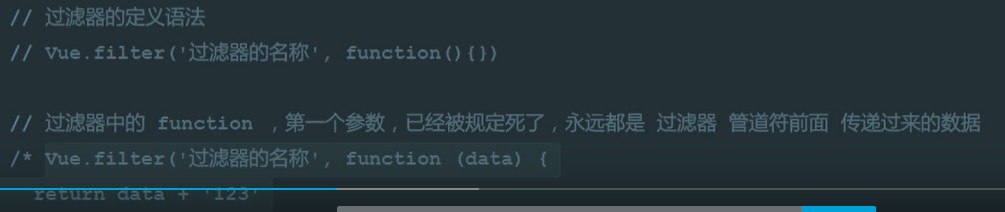 // 过滤器的定义语法
// Vue.filter('过滤器的名称', function(){})
// 过滤器中的 function ，第一个参数，已经被规定死了，永远都是 过滤器 管道符前面 传递过来的数据
/* Vue.filter('过滤器的名称', function (data) {
return data + '123'